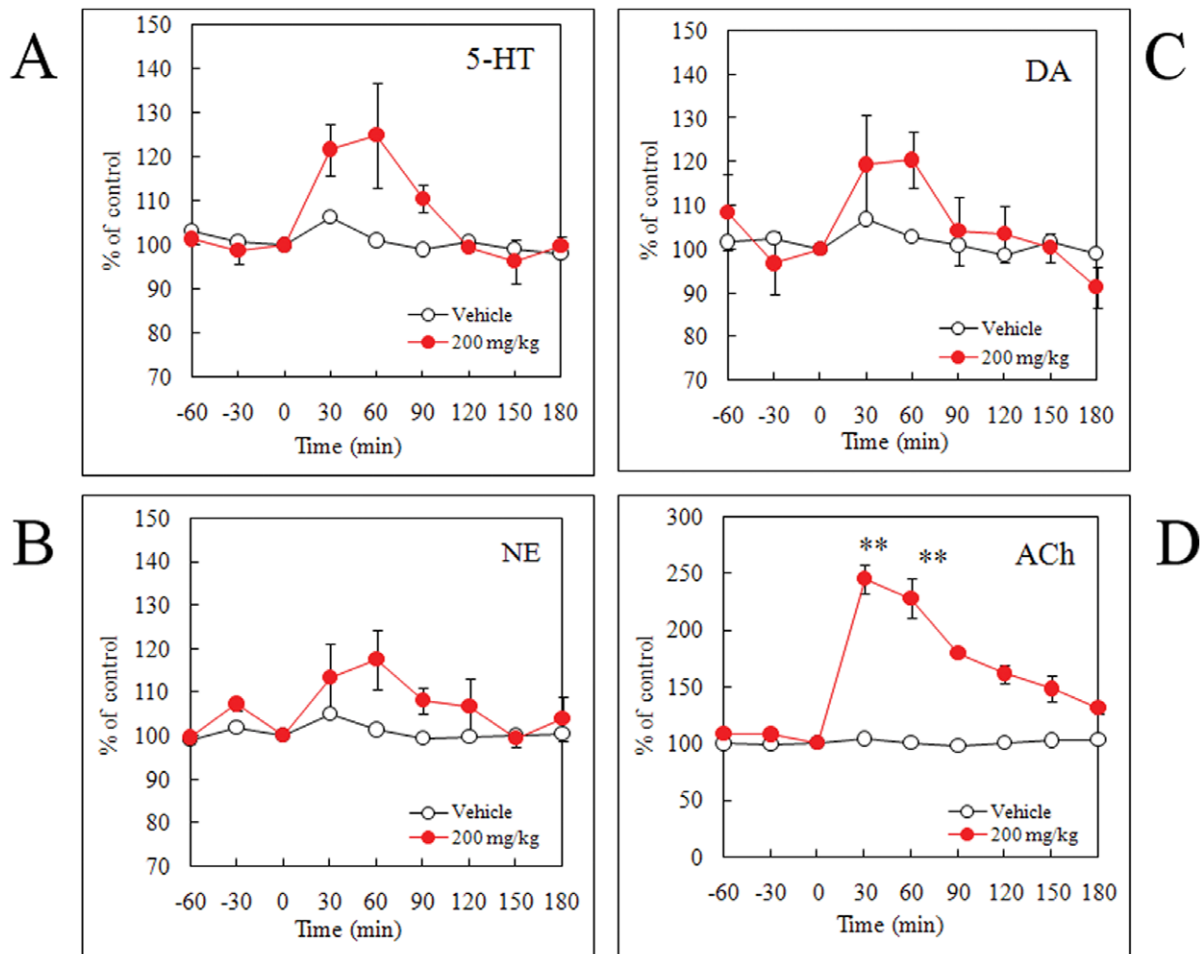 A
5-HT
150
140
130
120
110
100
90
80
70
% of control
Vehicle
200 mg/kg
-60 -30 0 30 60 90 120 150 180
Time (min)
C
DA
150
140
130
120
110
100
90
80
70
% of control
Vehicle
200 mg/kg
-60 -30 0 30 60 90 120 150 180
Time (min)
B
NE
150
140
130
120
110
100
90
80
70
% of control
Vehicle
200 mg/kg
-60 -30 0 30 60 90 120 150 180
Time (min)
D
ACh
** **
300
250
200
150
100
50
0
% of control
Vehicle
200 mg/kg
-60 -30 0 30 60 90 120 150 180
Time (min)